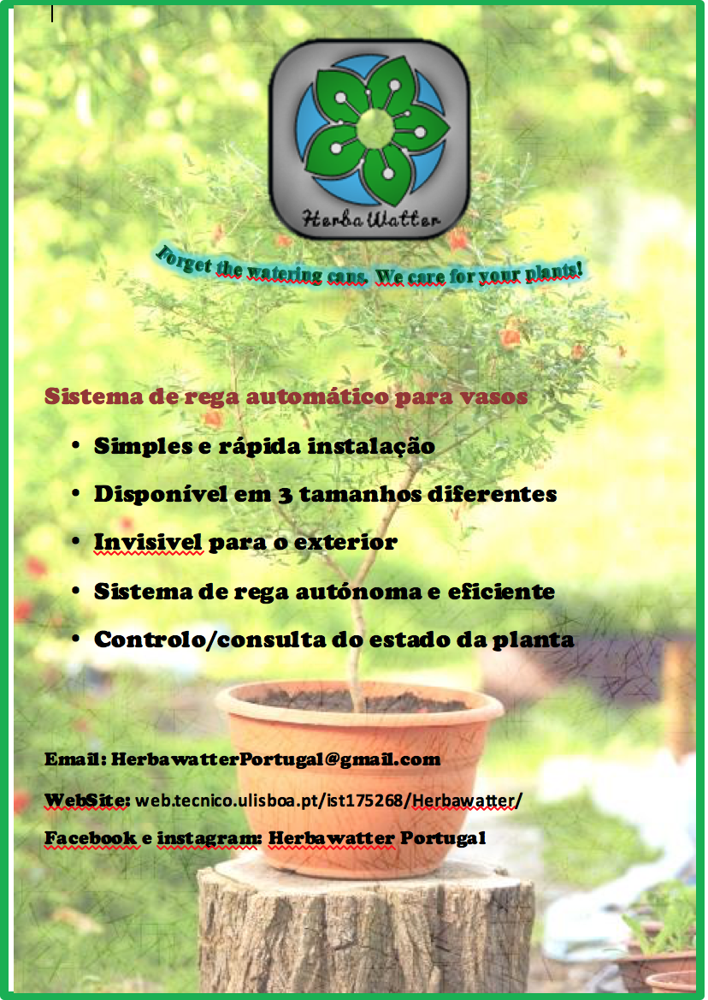 Herba Watter
Forget the watering cans. We care for your plants!
Sistema de rega automático para vasos
• Simples e rápida instalação
• Disponível em 3 tamanhos diferentes
• Invisivel para o exterior
• Sistema de rega autónoma e eficiente
• Controlo/consulta do estado da planta
Email: HerbawatterPortugal@gmail.com
WebSite: web.tecnico.ulisboa.pt/ist175268/Herbawatter/
Facebook e instagram: Herbawatter Portugal